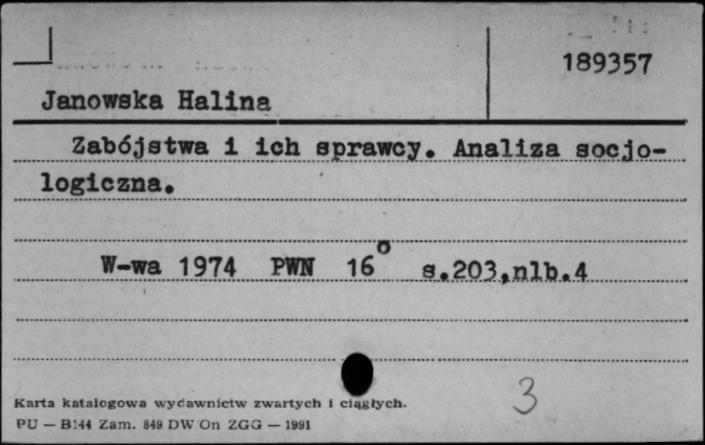 189357
Janowska Halina
Zabójstwa i ich sprawcy. Analiza socjo-
logiczna.
W-wa 1974 PWN 16° s.203,nlb.4
3
Karta katalogowa wydawnictw zwartych i ciągłych.
PU — B144 Zam. 849 DW On ZGG — 1991